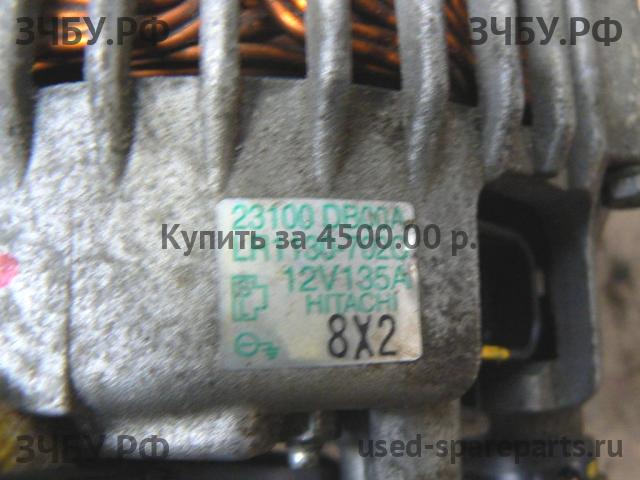 ЗЧБУ.РФ ЗЧБУ.РФ
23100 DB00A
Купить за 4500.00 р.
12V135A
HITACHI
8X2
ЗЧБУ.РФ used-spareparts.ru